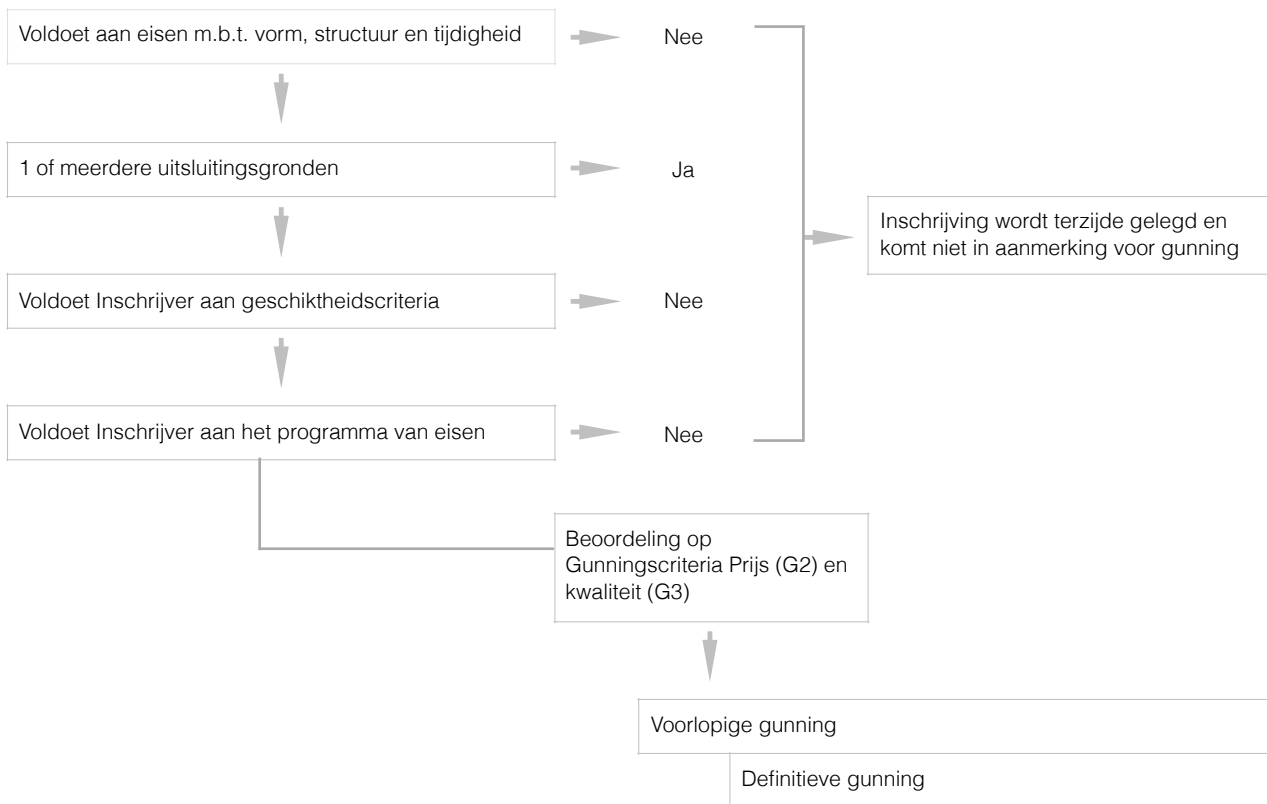 Voldoet aan eisen m.b.t. vorm, structuur en tijdigheid
Nee
1 of meerdere uitsluitingsgronden
Ja
Inschrijving wordt terzijde gelegd en
komt niet in aanmerking voor gunning
Voldoet Inschrijver aan geschiktheidscriteria
Nee
Voldoet Inschrijver aan het programma van eisen
Nee
Beoordeling op
Gunningscriteria Prijs (G2) en
kwaliteit (G3)
Voorlopige gunning
Definitieve gunning